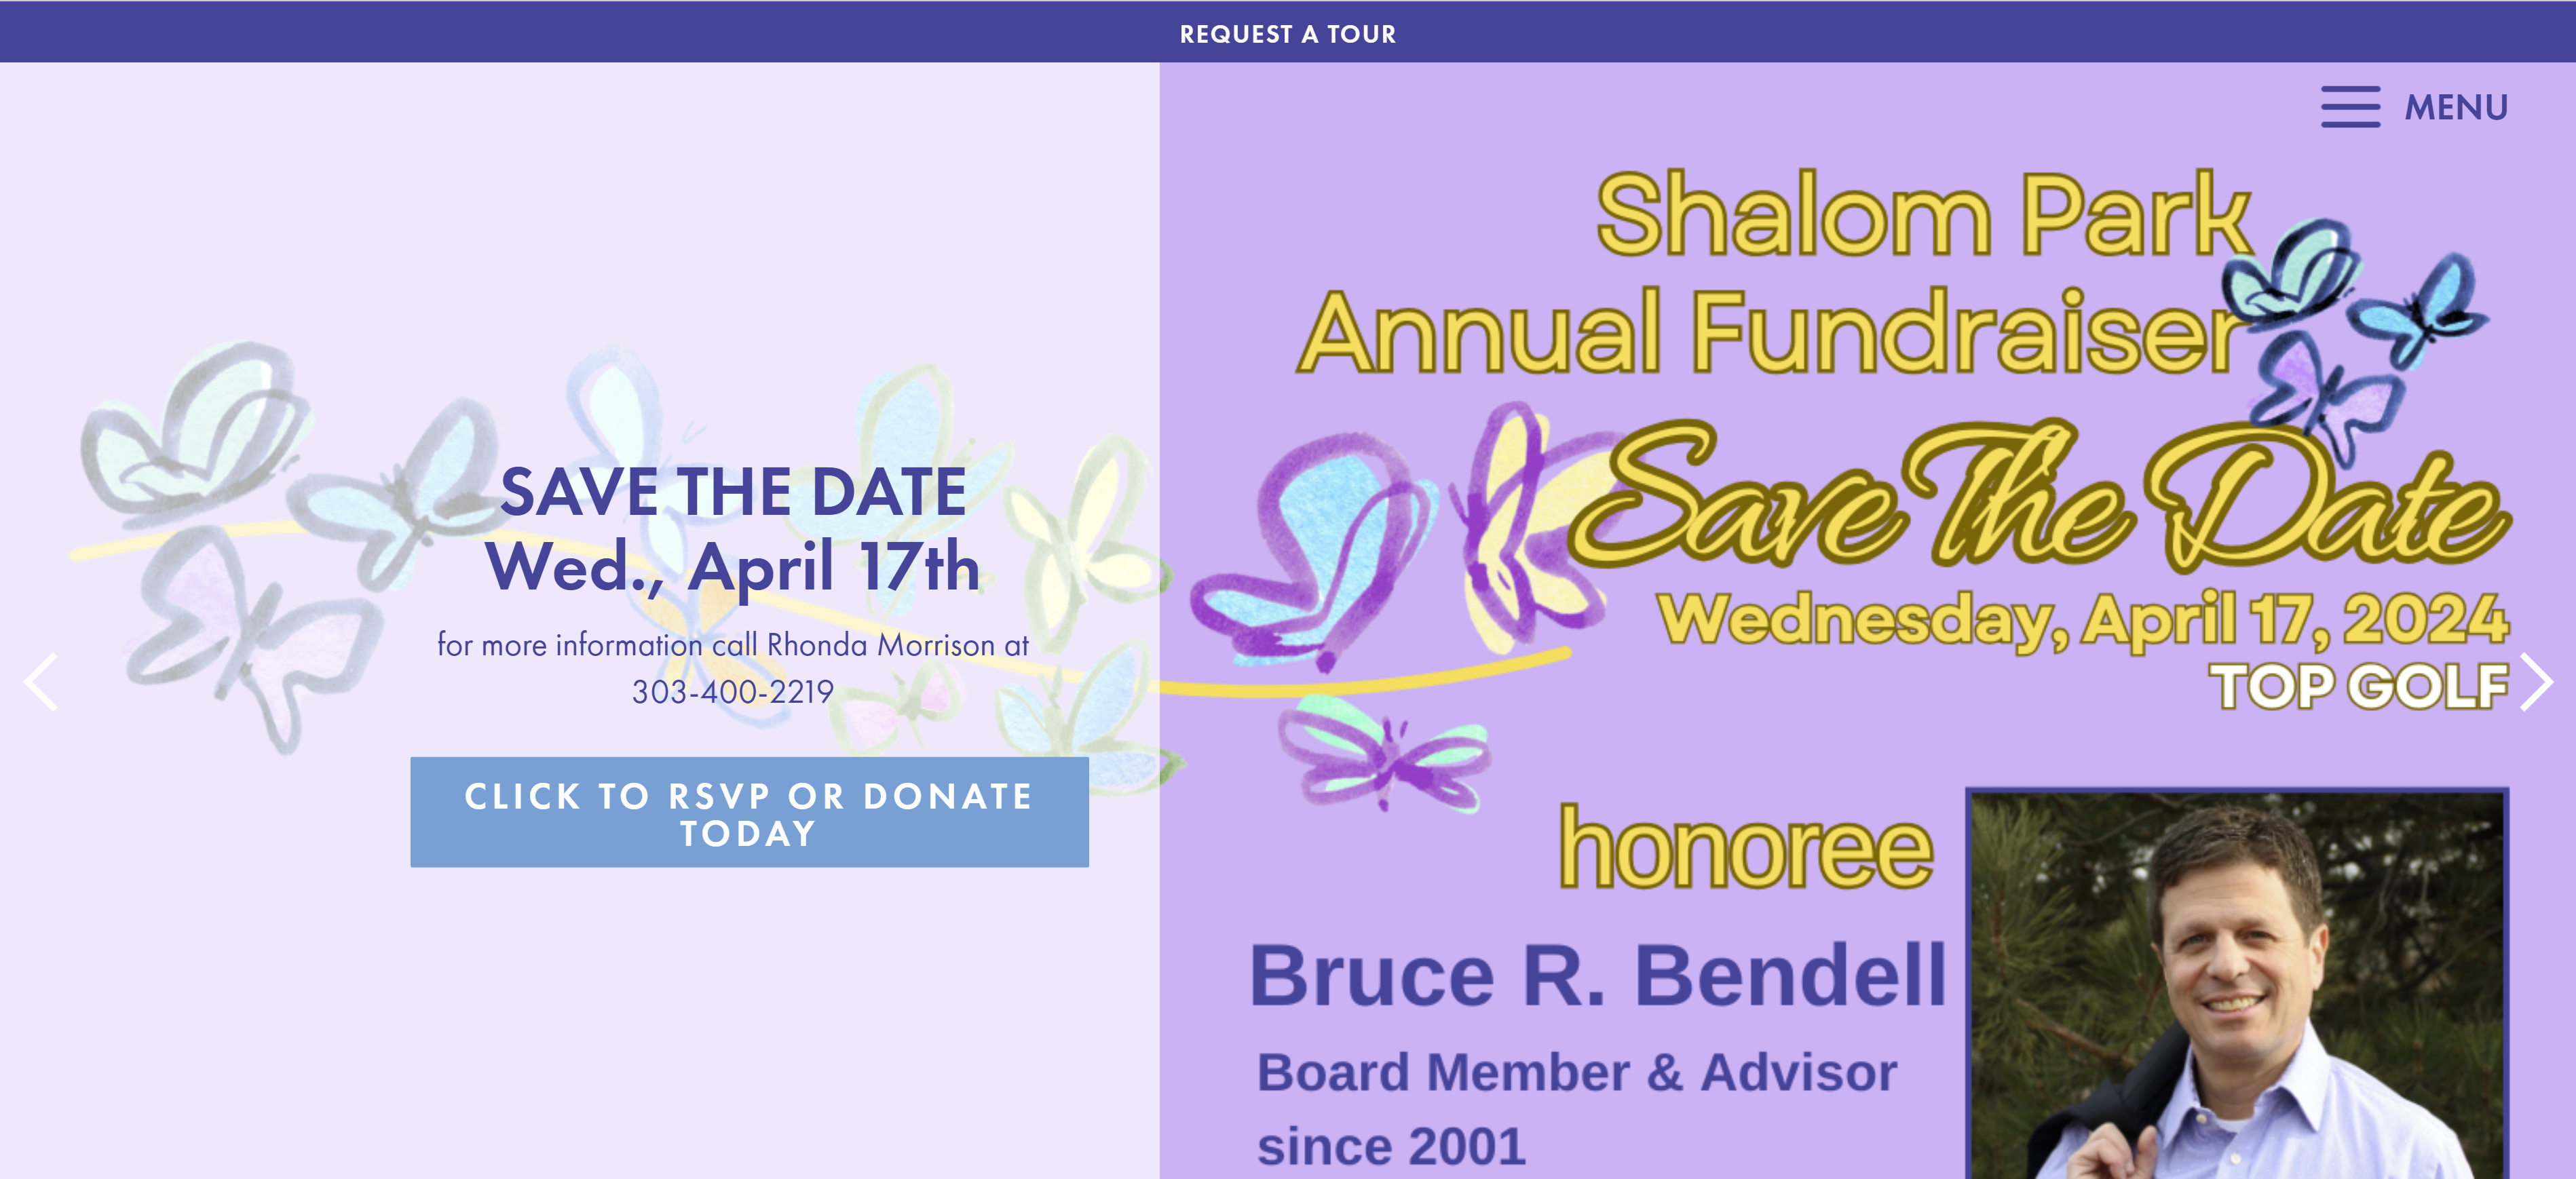 REQUEST A TOUR
MENU
SAVE THE DATE
Wed., April 17th
for more information call Rhonda Morrison at
303-400-2219
CLICK TO RSVP OR DONATE
TODAY
Shalom Park
Annual Fundraiser
Save The Date
Wednesday, April 17, 2024
TOP GOLF
honoree
Bruce R. Bendell
Board Member & Advisor
since 2001